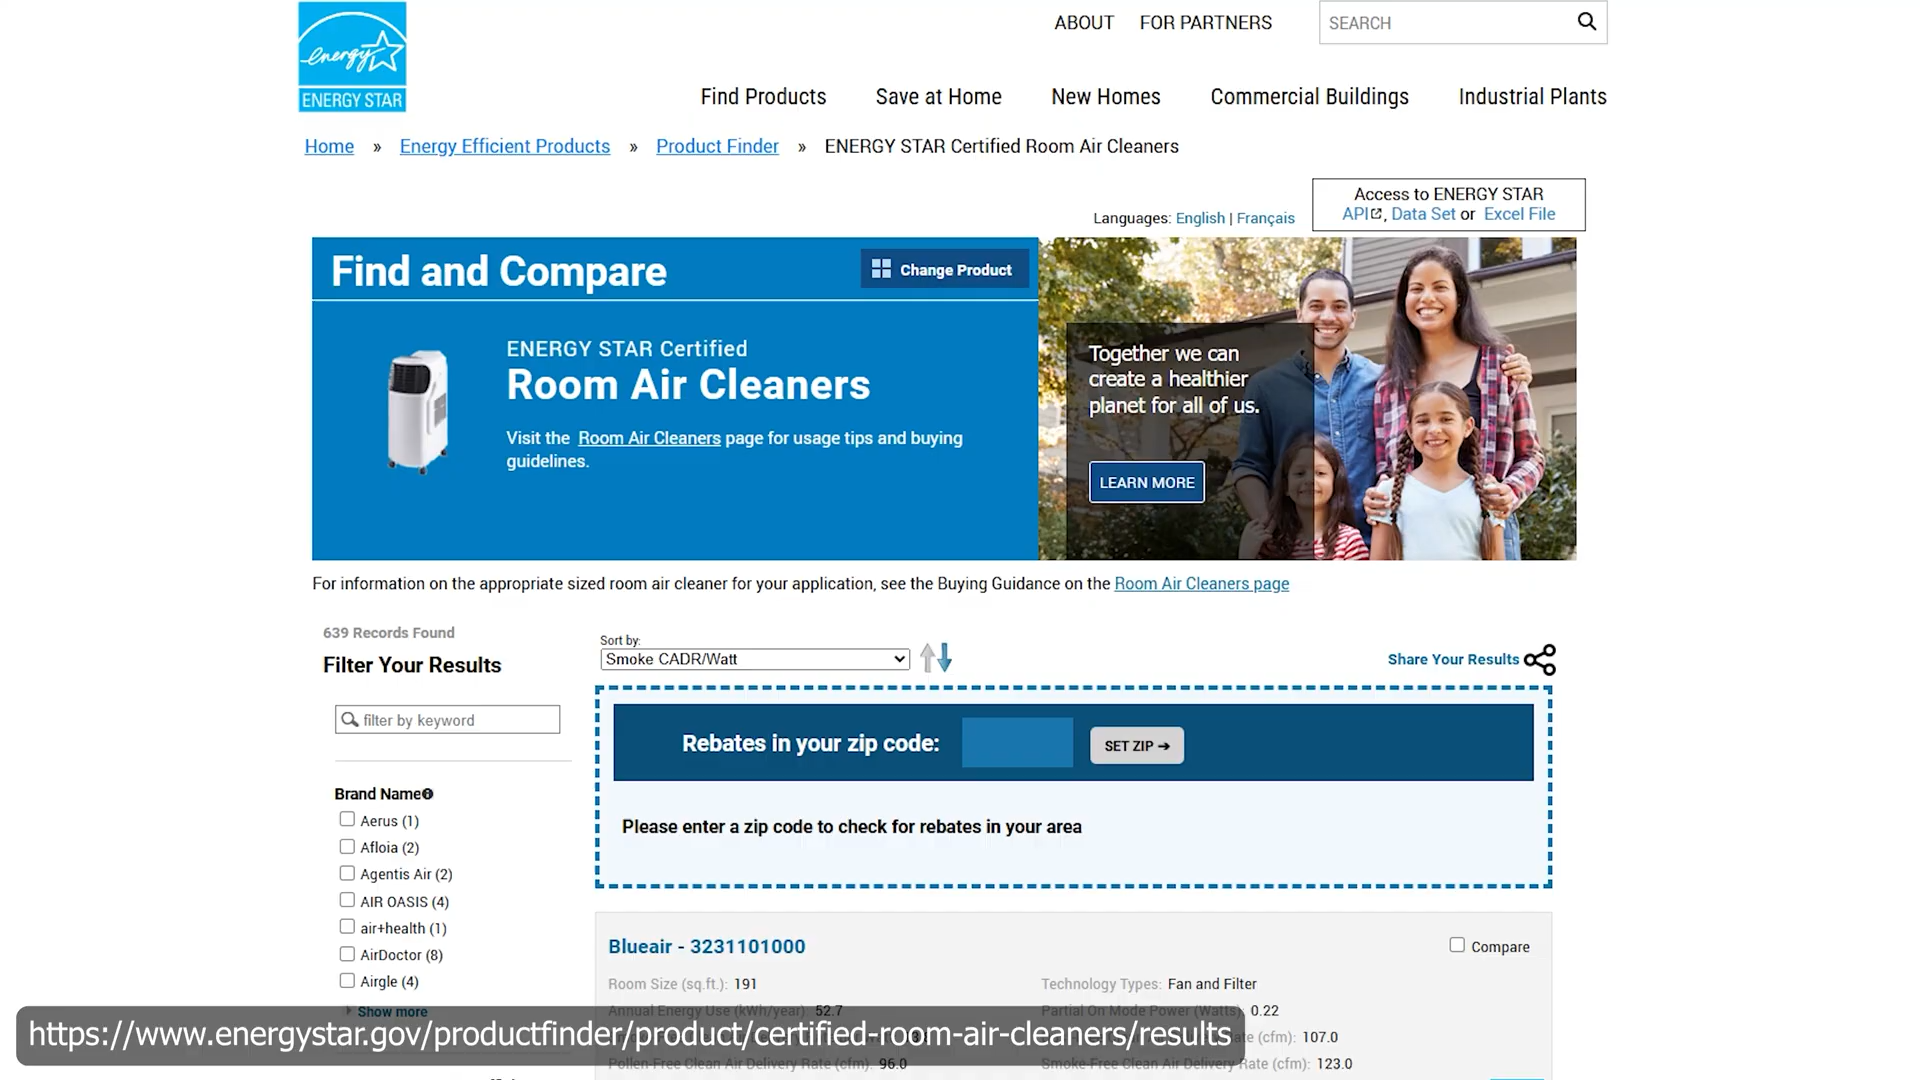 energy
ENERGY STAR
ABOUT
FOR PARTNERS
SEARCH
Find Products
Save at Home
New Homes
Commercial Buildings
Industrial Plants
Home » Energy Efficient Products » Product Finder » ENERGY STAR Certified Room Air Cleaners
Languages: English | Français
Access to ENERGY STAR
API, Data Set or Excel File
Find and Compare
Change Product
ENERGY STAR Certified
Room Air Cleaners
Visit the Room Air Cleaners page for usage tips and buying
guidelines.
Together we can
create a healthier
planet for all of us.
LEARN MORE
For information on the appropriate sized room air cleaner for your application, see the Buying Guidance on the Room Air Cleaners page
639 Records Found
Filter Your Results
filter by keyword
Brand Name
Aerus (1)
Afloia (2)
Agentis Air (2)
AIR OASIS (4)
air+health (1)
AirDoctor (8)
Airgle (4)
Show more
Sort by:
Smoke CADR/Watt
Share Your Results
Rebates in your zip code:
SET ZIP ➔
Please enter a zip code to check for rebates in your area
Blueair - 3231101000
Compare
Room Size (sq.ft.): 191
Technology Types: Fan and Filter
Annual Energy Use (kWh/year): 52.7
Partial On Mode Power (Watts): 0.22
(cfm): 107.0
Pollen Free Clean Air Delivery Rate (cfm): 96.0
Smoke Free Clean Air Delivery Rate (cfm): 123.0
https://www.energystar.gov/productfinder/product/certified-room-air-cleaners/results